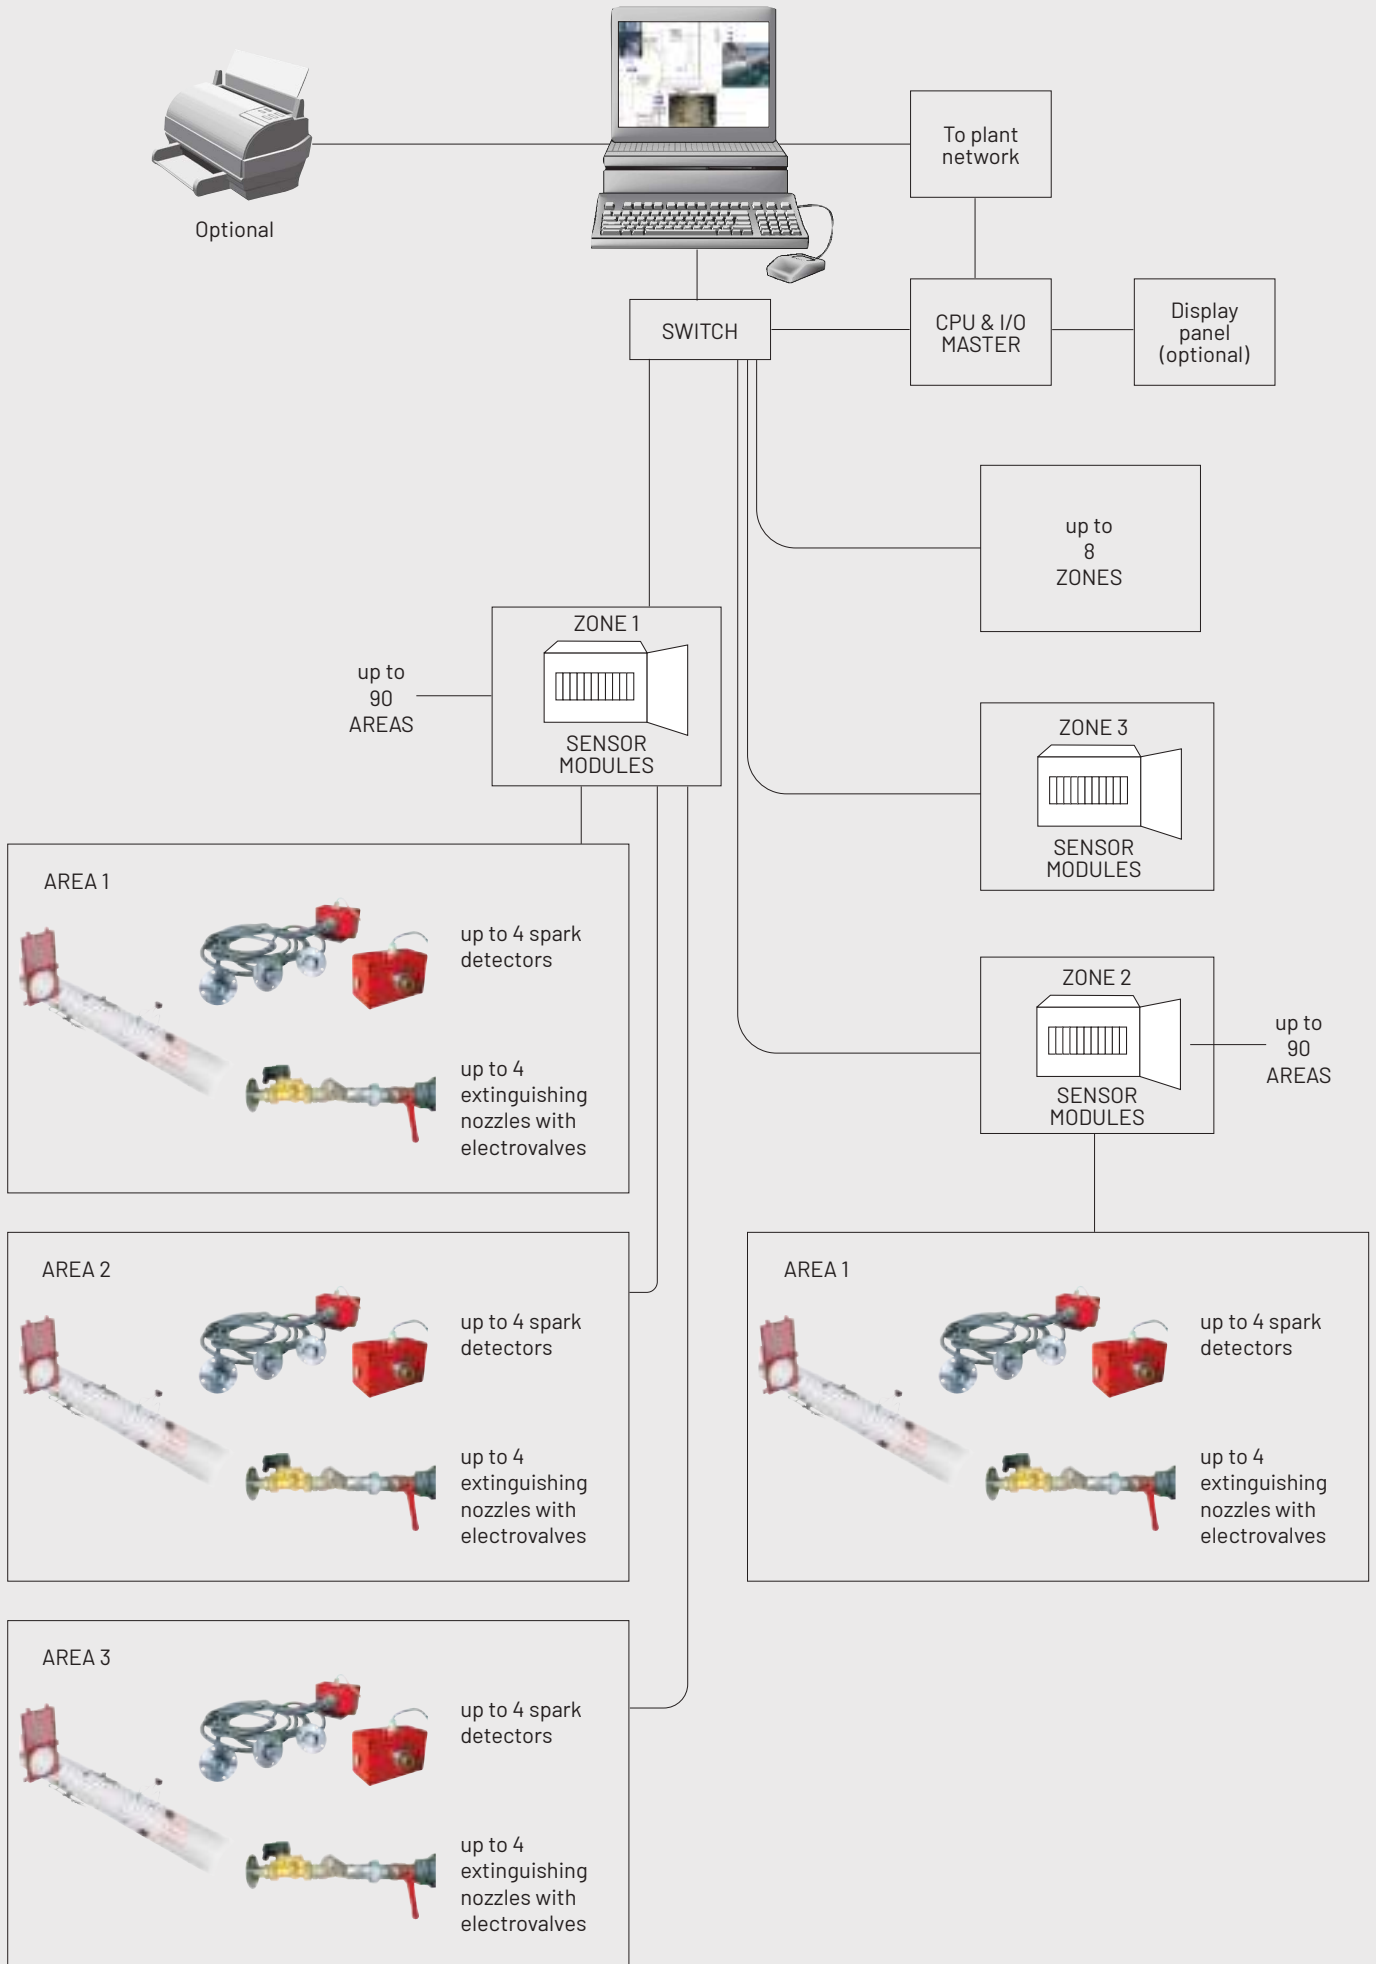 Optional
To plant
network
SWITCH
CPU & I/O
MASTER
Display
panel
(optional)
up to
8
ZONES
ZONE 1
SENSOR
MODULES
up to
90
AREAS
ZONE 3
SENSOR
MODULES
ZONE 2
SENSOR
MODULES
up to
90
AREAS
AREA 1
up to 4 spark
detectors
up to 4
extinguishing
nozzles with
electrovalves
AREA 2
up to 4 spark
detectors
up to 4
extinguishing
nozzles with
electrovalves
AREA 1
up to 4 spark
detectors
up to 4
extinguishing
nozzles with
electrovalves
AREA 3
up to 4 spark
detectors
up to 4
extinguishing
nozzles with
electrovalves